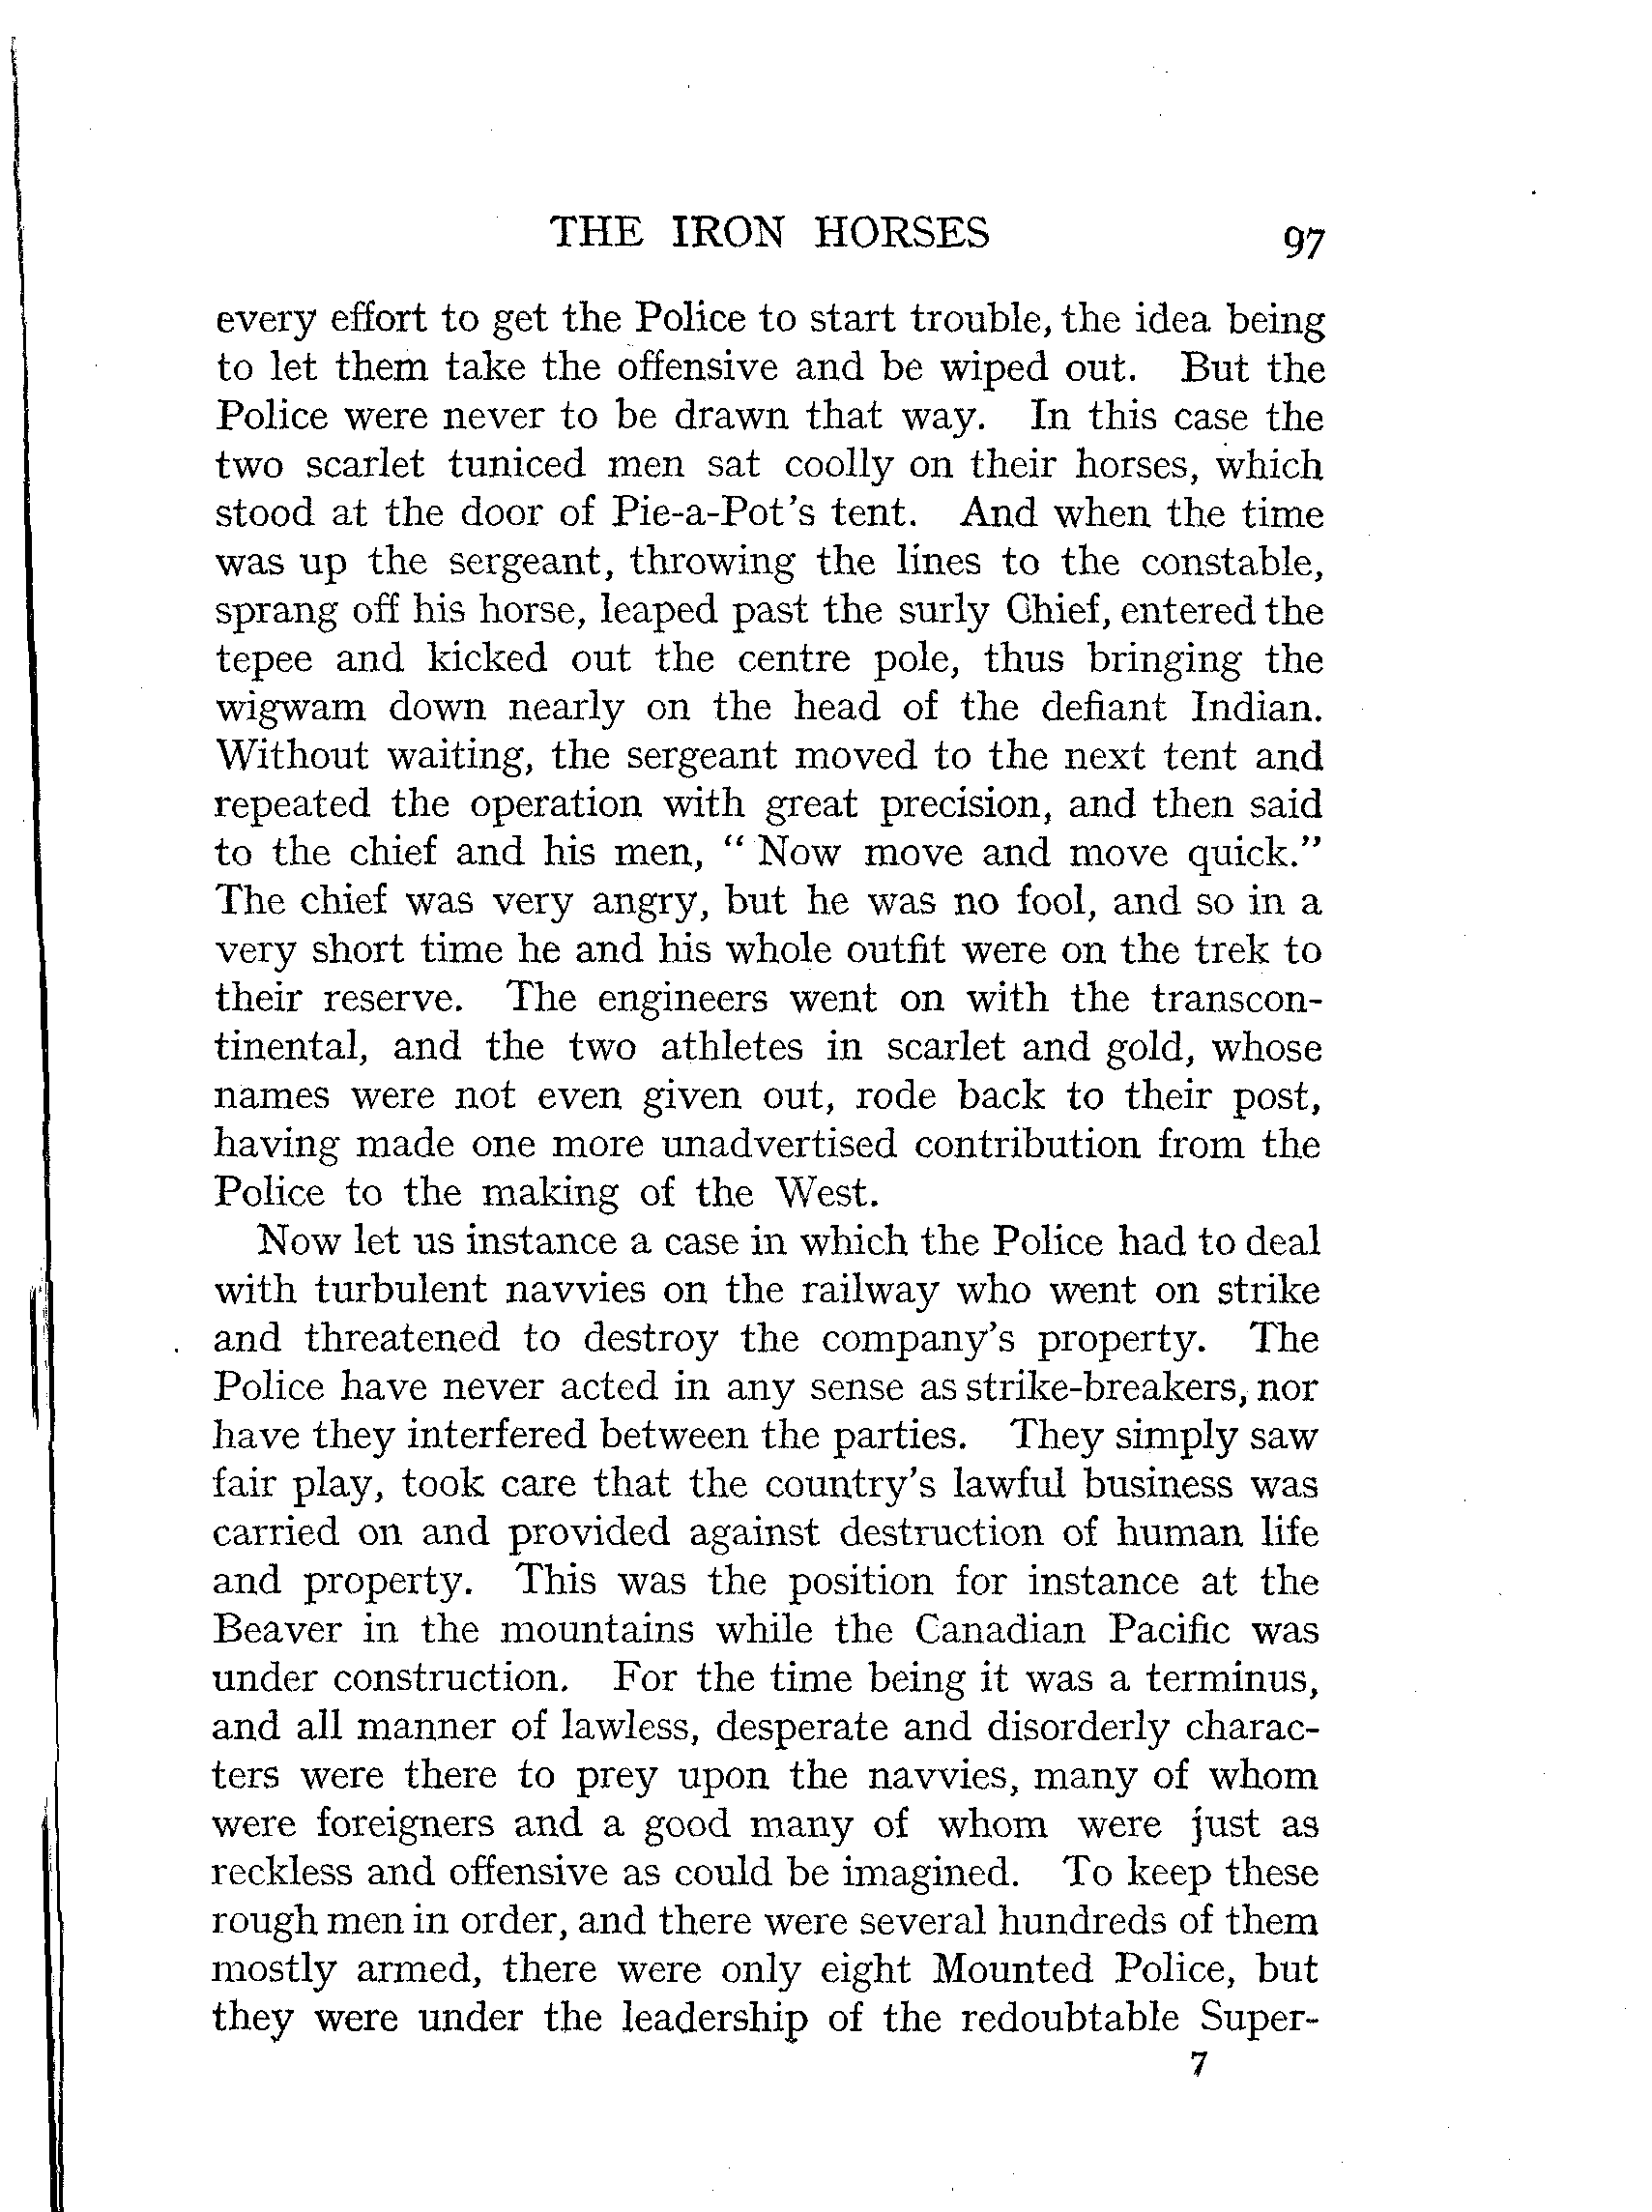 THE IRON HORSES 97
every effort to get the Police to start trouble, the idea being
to let them take the offensive and be wiped out. But the
Police were never to be drawn that way. In this case the
two scarlet tuniced men sat coolly on their horses, which
stood at the door of Pie-a-Pot's tent. And when the time
was up the sergeant, throwing the lines to the constable,
sprang off his horse, leaped past the surly Chief, entered the
tepee and kicked out the centre pole, thus bringing the
wigwam down nearly on the head of the defiant Indian.
Without waiting, the sergeant moved to the next tent and
repeated the operation with great precision, and then said
to the chief and his men, “ Now move and move quick.”
The chief was very angry, but he was no fool, and so in a
very short time he and his whole outfit were on the trek to
their reserve. The engineers went on with the transcon-
tinental, and the two athletes in scarlet and gold, whose
names were not even given out, rode back to their post,
having made one more unadvertised contribution from the
Police to the making of the West.
Now let us instance a case in which the Police had to deal
with turbulent navvies on the railway who went on strike
and threatened to destroy the company's property. The
Police have never acted in any sense as strike-breakers, nor
have they interfered between the parties. They simply saw
fair play, took care that the country's lawful business was
carried on and provided against destruction of human life
and property. This was the position for instance at the
Beaver in the mountains while the Canadian Pacific was
under construction. For the time being it was a terminus,
and all manner of lawless, desperate and disorderly charac-
ters were there to prey upon the navvies, many of whom
were foreigners and a good many of whom were just as
reckless and offensive as could be imagined. To keep these
rough men in order, and there were several hundreds of them
mostly armed, there were only eight Mounted Police, but
they were under the leadership of the redoubtable Super-
7